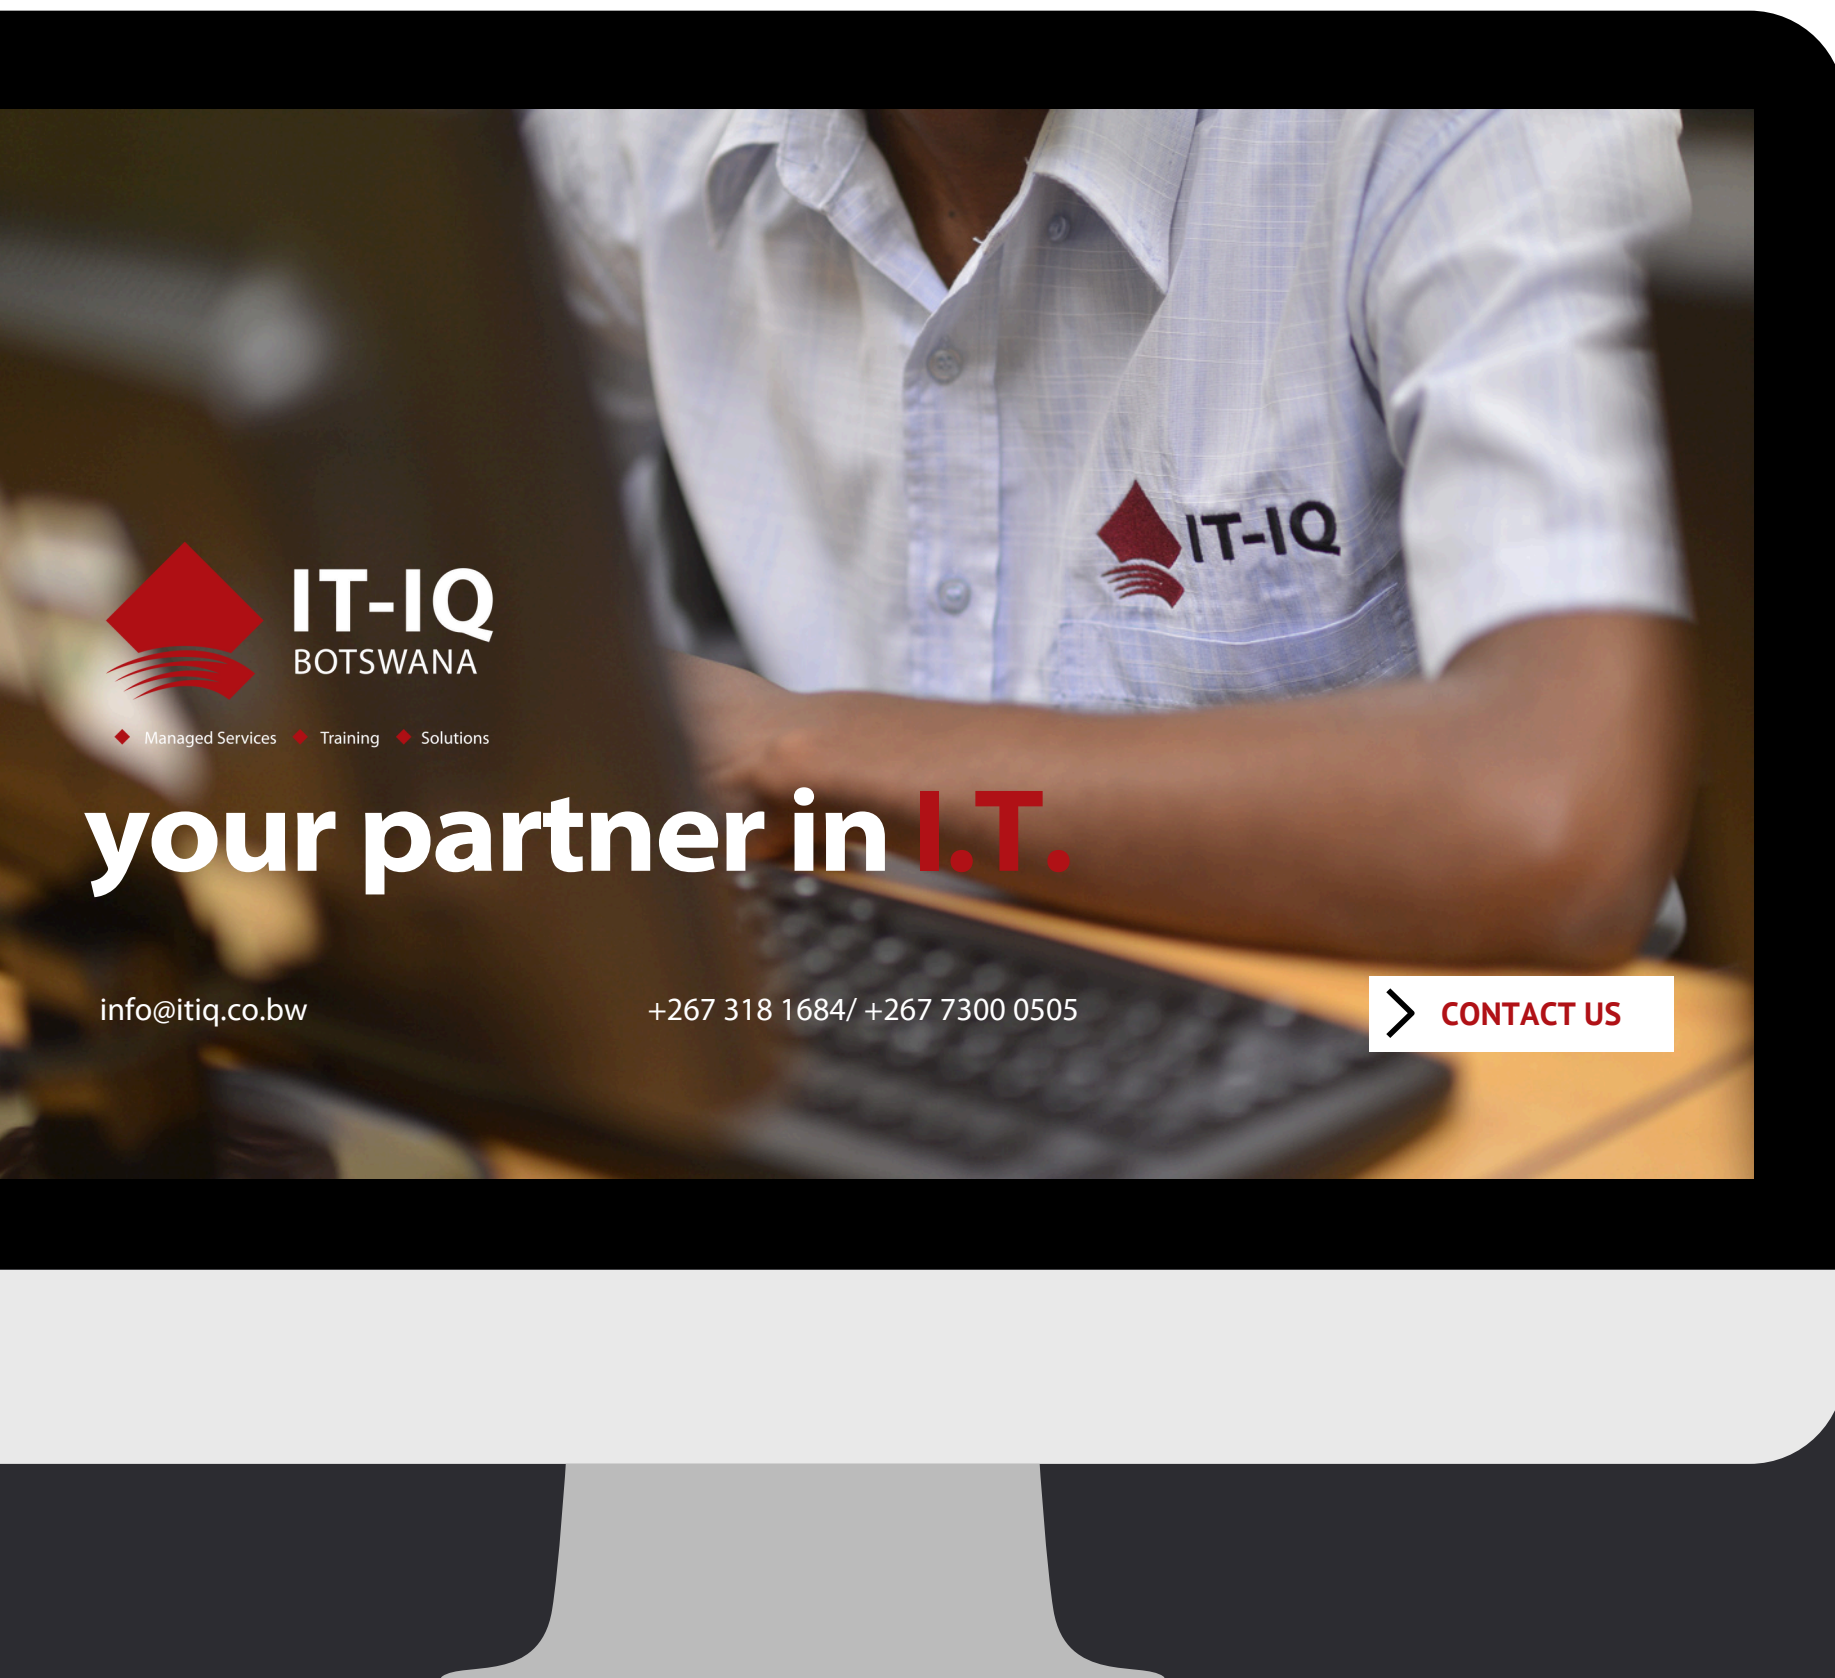 IT-IQ
IT-IQ
BOTSWANA
Managed Services Training Solutions
your partner in I.T.
info@itiq.co.bw
+267 318 1684/ +267 7300 0505
CONTACT US